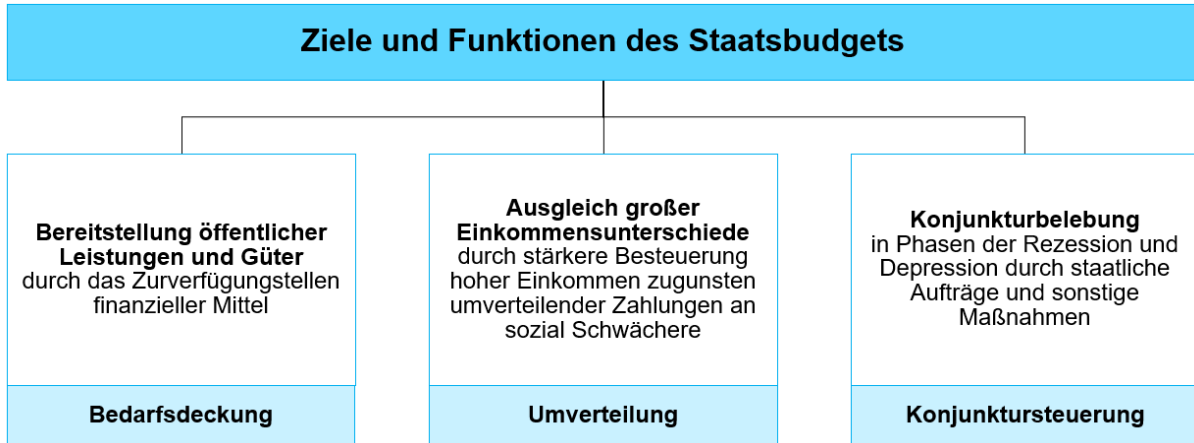 Ziele und Funktionen des Staatsbudgets
Bereitstellung öffentlicher
Leistungen und Güter
durch das Zurverfügungstellen
finanzieller Mittel
Bedarfsdeckung
Ausgleich großer
Einkommensunterschiede
durch stärkere Besteuerung
hoher Einkommen zugunsten
umverteilender Zahlungen an
sozial Schwächere
Umverteilung
Konjunkturbelebung
in Phasen der Rezession und
Depression durch staatliche
Aufträge und sonstige
Maßnahmen
Konjunktursteuerung